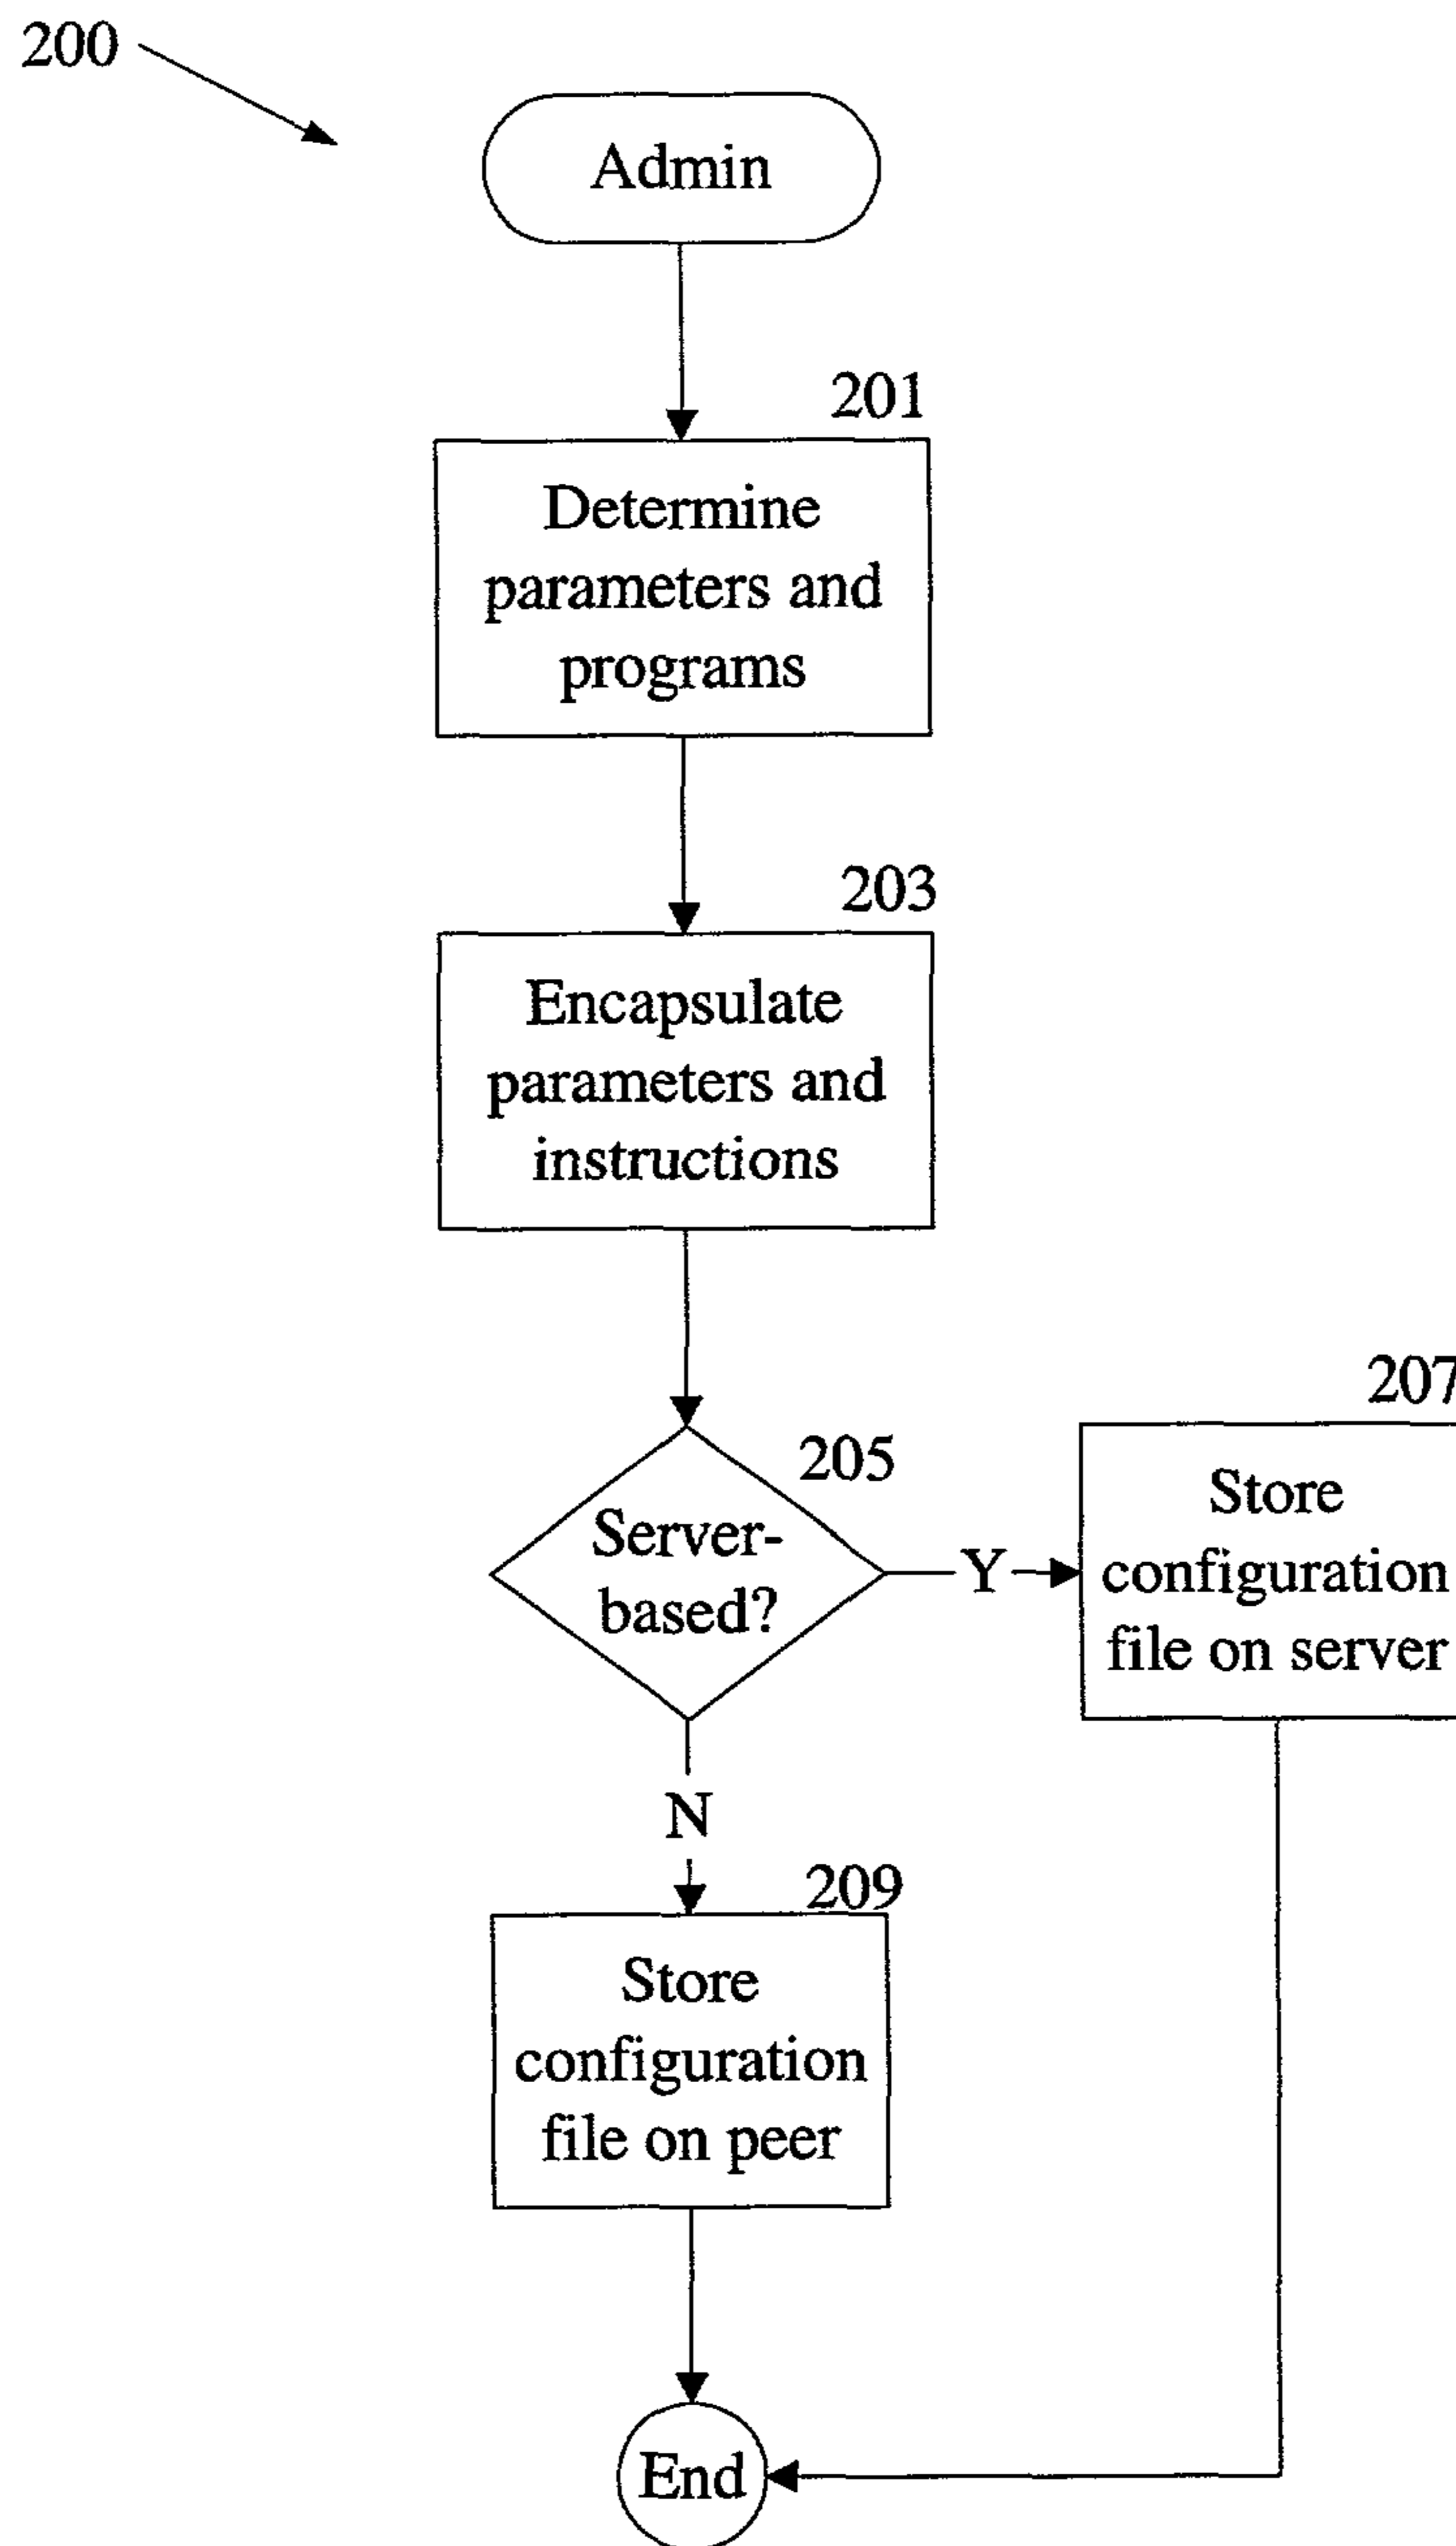 200
Admin
201
Determine
parameters and
programs
203
Encapsulate
parameters and
instructions
205
Server-
based?
Y
207
Store
configuration
file on server
N
209
Store
configuration
file on peer
End